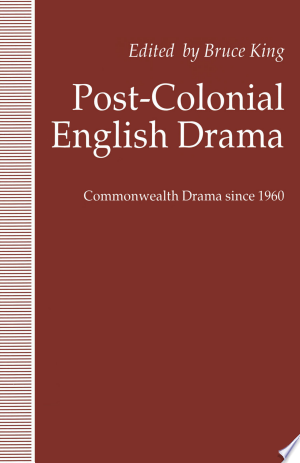 Edited by Bruce King
Post-Colonial
English Drama
Commonwealth Drama since 1960